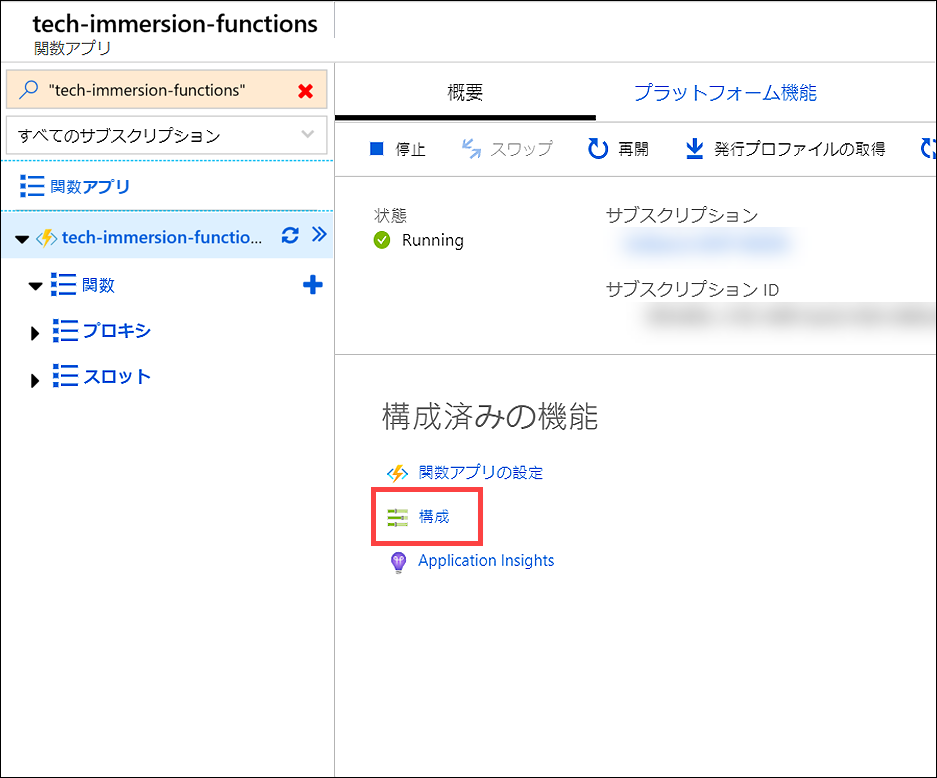 tech-immersion-functions
関数アプリ
"tech-immersion-functions"
すべてのサブスクリプション
関数アプリ
tech-immersion-functio...
関数
プロキシ
スロット
概要
プラットフォーム機能
停止
スワップ
再開
発行プロファイルの取得
状態
Running
サブスクリプション
サブスクリプション ID
構成済みの機能
関数アプリの設定
構成
Application Insights